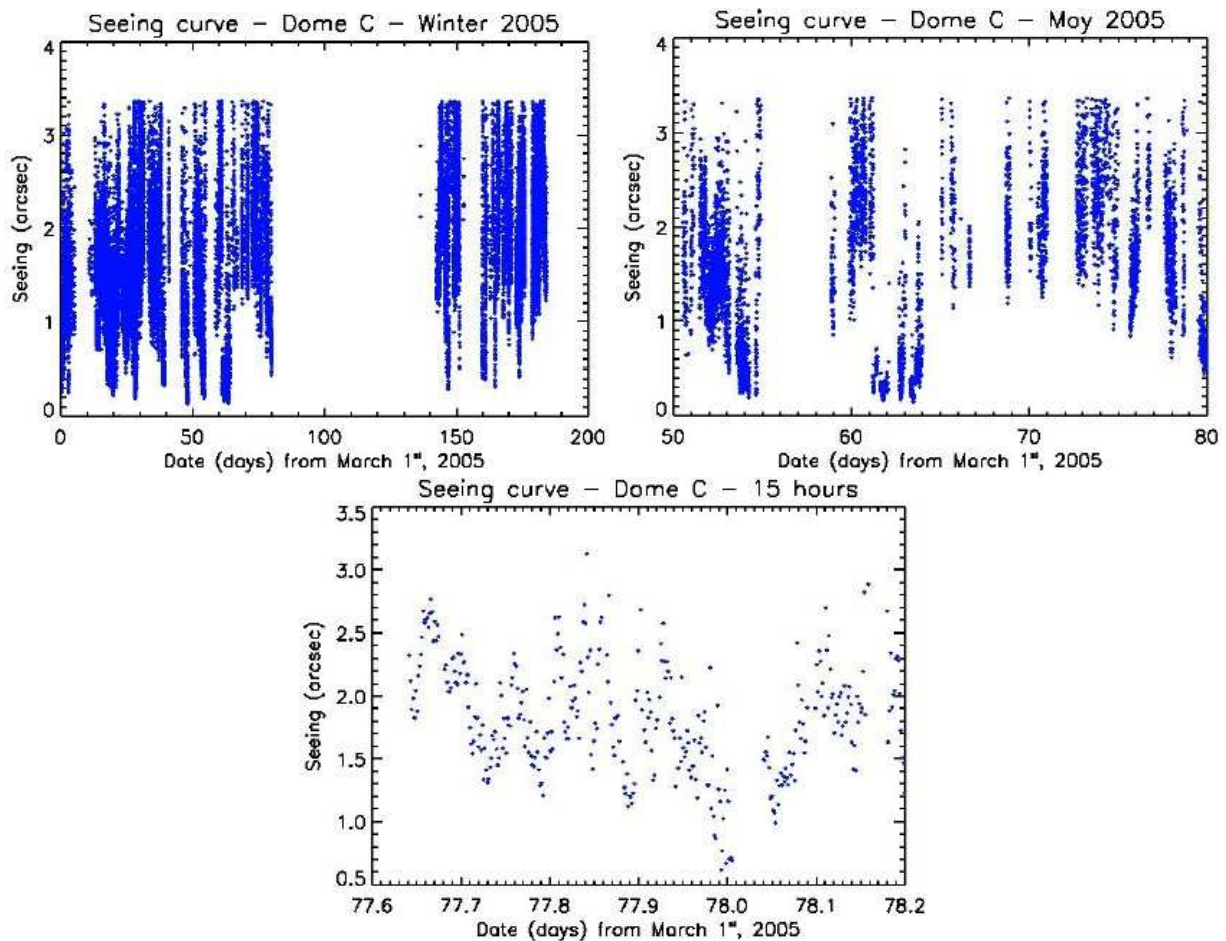 Seeing curve – Dome C – Winter 2005
4
3
2
1
0
Seeing (arcsec)
0 50 100 150 200
Date (days) from March 1st, 2005
Seeing curve – Dome C – Moy 2005
4
3
2
1
0
Seeing (arcsec)
50 60 70 80
Date (days) from March 1st, 2005
Seeing curve – Dome C – 15 hours
3.5
3.0
2.5
2.0
1.5
1.0
0.5
Seeing (arcsec)
77.6 77.7 77.8 77.9 78.0 78.1 78.2
Date (days) from March 1st, 2005